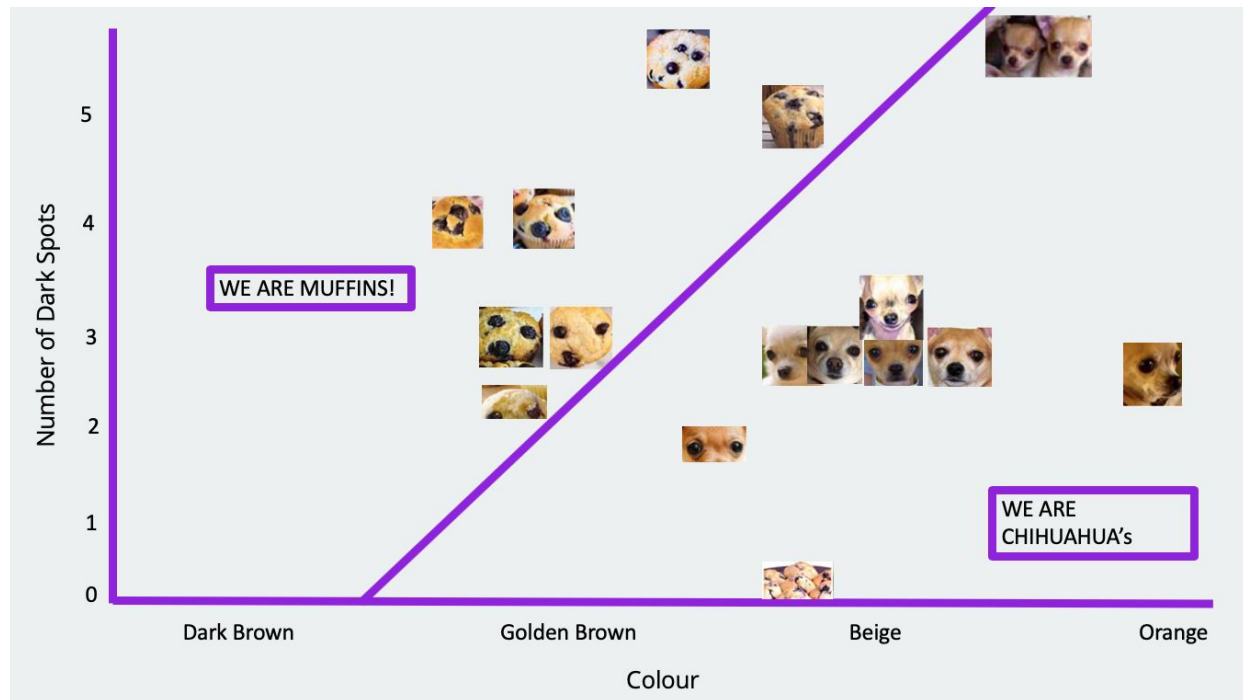 5
4
WE ARE MUFFINS!
Number of Dark Spots
3
2
1
WE ARE
CHIHUAHUA’s
0
Dark Brown
Golden Brown
Beige
Orange
Colour